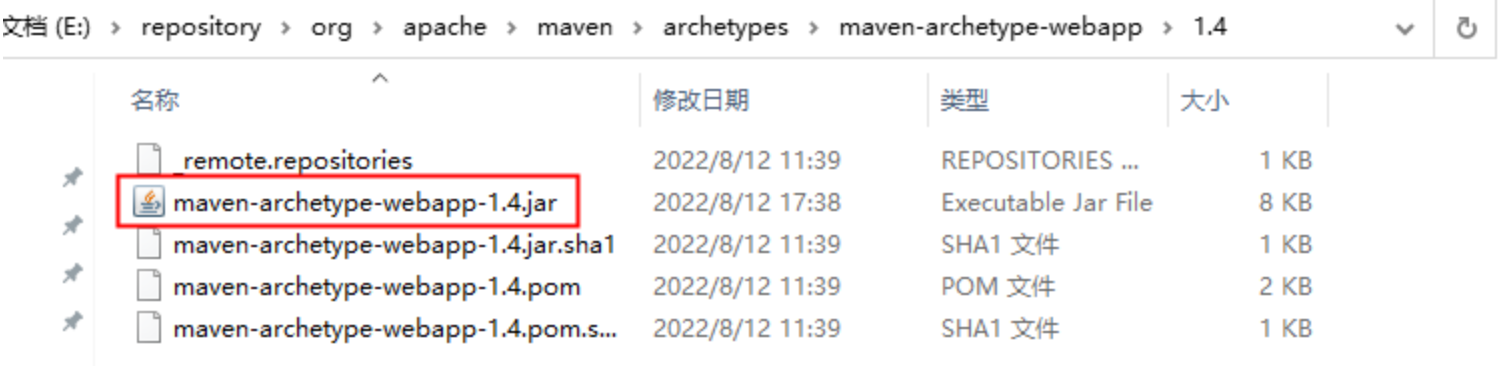 文档 (E:) › repository › org › apache › maven › archetypes › maven-archetype-webapp › 1.4
名称 修改日期 类型 大小
_remote.repositories 2022/8/12 11:39 REPOSITORIES ... 1 KB
maven-archetype-webapp-1.4.jar 2022/8/12 17:38 Executable Jar File 8 KB
maven-archetype-webapp-1.4.jar.sha1 2022/8/12 11:39 SHA1 文件 1 KB
maven-archetype-webapp-1.4.pom 2022/8/12 11:39 POM 文件 2 KB
maven-archetype-webapp-1.4.pom.s... 2022/8/12 11:39 SHA1 文件 1 KB